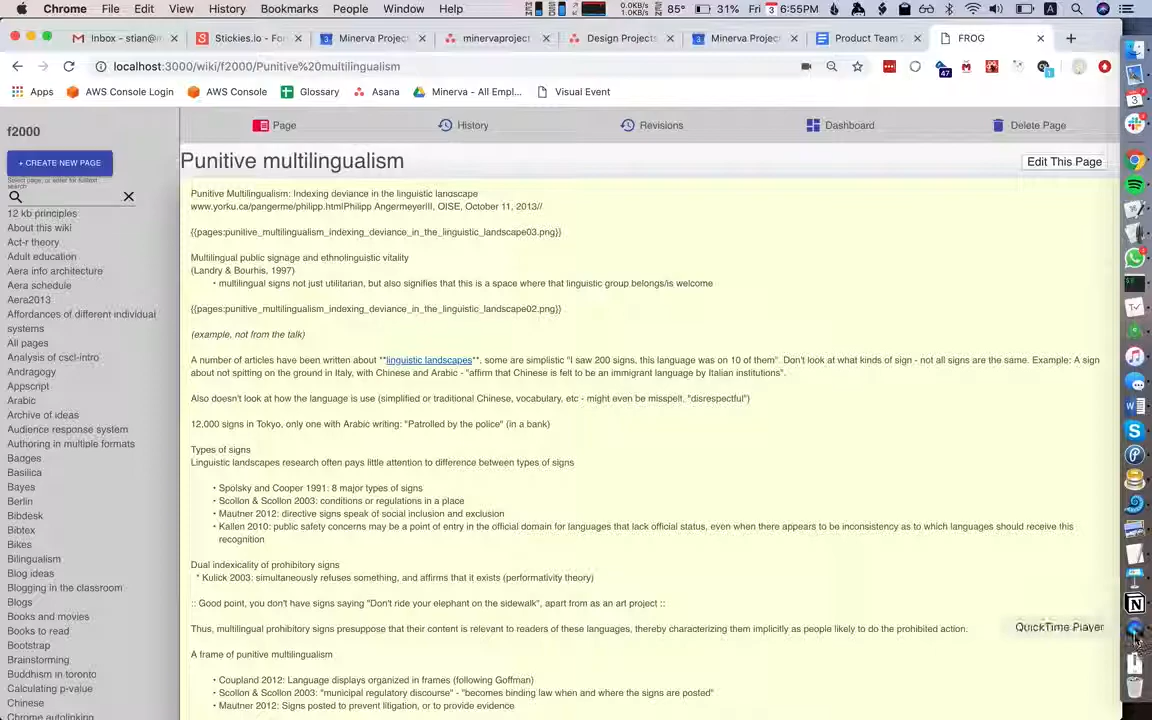 Chrome File Edit View History Bookmarks People Window Help 0.0KB/s 1.0KB/s 85° 31% Fri 3 6:55PM
Inbox - stian@m
Stickies.io - For
Minerva Project
minervaproject
Design Projects
Minerva Project
Product Team
FROG
localhost:3000/wiki/f2000/Punitive%20multilingualism
47
1
Apps AWS Console Login AWS Console Glossary Asana Minerva - All Empl... Visual Event
f2000
+ CREATE NEW PAGE
Select page, or enter for fulltext
search
12 kb principles
About this wiki
Act-r theory
Adult education
Aera info architecture
Aera schedule
Aera2013
Affordances of different individual
systems
All pages
Analysis of cscl-intro
Andragogy
Appscript
Arabic
Archive of ideas
Audience response system
Authoring in multiple formats
Badges
Basilica
Bayes
Berlin
Bibdesk
Bibtex
Bikes
Bilingualism
Blog ideas
Blogging in the classroom
Blogs
Books and movies
Books to read
Bootstrap
Brainstorming
Buddhism in toronto
Calculating p-value
Chinese
Chrome autolinking
Page History Revisions Dashboard Delete Page
Punitive multilingualism
Edit This Page
Punitive Multilingualism: Indexing deviance in the linguistic lanoscape
www.yorku.ca/pangerme/philipp.htmlPhilipp AngermeyerIII, OISE, October 11, 2013//
{{pages:punitive_multilingualism_indexing_deviance_in_the_linguistic_landscape03.png}}
Multilingual public signage and ethnolinguistic vitality
(Landry & Bourhis, 1997)
• multilingual signs not just utilitarian, but also signifies that this is a space where that linguistic group belongs/is welcome
{{pages:punitive_multilingualism_indexing_deviance_in_the_linguistic_landscape02.png}}
(example, not from the talk)
A number of articles have been written about **linguistic landscapes**, some are simplistic "I saw 200 signs, this language was on 10 of them". Don't look at what kinds of sign - not all signs are the same. Example: A sign
about not spitting on the ground in Italy, with Chinese and Arabic - "affirm that Chinese is felt to be an immigrant language by Italian institutions".
Also doesn't look at how the language is use (simplified or traditional Chinese, vocabulary, etc - might even be misspelt. "disrespectful")
12,000 signs in Tokyo, only one with Arabic writing: "Patrolled by the police" (in a bank)
Types of signs
Linguistic landscapes research often pays little attention to difference between types of signs
• Spolsky and Cooper 1991: 8 major types of signs
• Scollon & Scollon 2003: conditions or regulations in a place
• Mautner 2012: directive signs speak of social inclusion and exclusion
• Kallen 2010: public safety concerns may be a point of entry in the official domain for languages that lack official status, even when there appears to be inconsistency as to which languages should receive this
recognition
Dual indexicality of prohibitory signs
* Kulick 2003: simultaneously refuses something, and affirms that it exists (performativity theory)
:: Good point, you don't have signs saying "Don't ride your elephant on the sidewalk", apart from as an art project ::
Thus, multilingual prohibitory signs presuppose that their content is relevant to readers of these languages, thereby characterizing them implicitly as people likely to do the prohibited action.
A frame of punitive multilingualism
• Coupland 2012: Language displays organized in frames (following Goffman)
• Scollon & Scollon 2003: "municipal regulatory discourse" - "becomes binding law when and where the signs are posted"
• Mautner 2012: Signs posted to prevent litigation, or to provide evidence
QuickTime Player